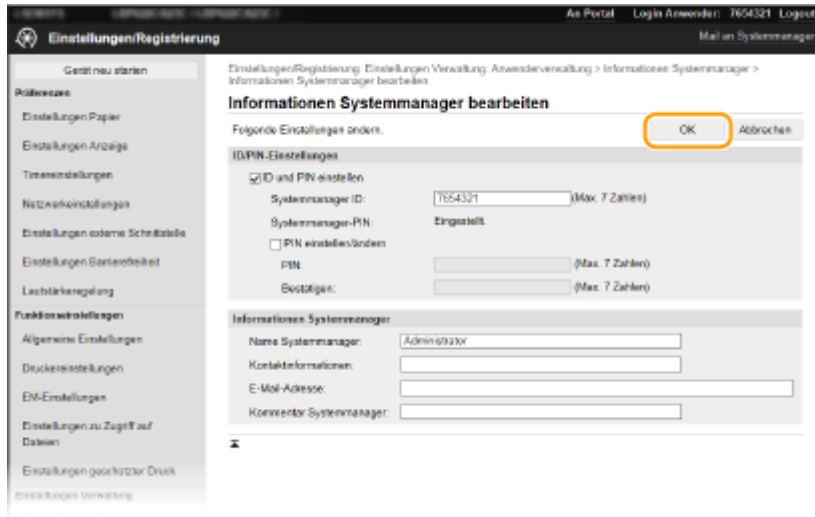 An Portal Login Anwender: 7654321 Logout
Einstellungen/Registrierung
Mail an Systemmanager
Gerät neu starten
Präferenzen
Einstellungen Papier
Einstellungen Anzeige
Timereinstellungen
Netzwerkeinstellungen
Einstellungen externe Schnittstelle
Einstellungen Barrierefreiheit
Lautstärkeregelung
Funktionseinstellungen
Allgemeine Einstellungen
Druckereinstellungen
EM-Einstellungen
Einstellungen zu Zugriff auf
Dateien
Einstellungen geschützter Druck
Einstellungen Verwaltung
Einstellungen/Registrierung: Einstellungen Verwaltung: Anwenderverwaltung > Informationen Systemmanager >
Informationen Systemmanager bearbeiten
Informationen Systemmanager bearbeiten
Folgende Einstellungen ändern.
OK
Abbrechen
ID/PIN-Einstellungen
ID und PIN einstellen
Systemmanager ID: 7654321 (Max. 7 Zahlen)
Systemmanager-PIN: Eingestellt
PIN einstellen/ändern
PIN: (Max. 7 Zahlen)
Bestätigen: (Max. 7 Zahlen)
Informationen Systemmanager
Name Systemmanager: Administrator
Kontaktinformationen:
E-Mail-Adresse:
Kommentar Systemmanager: